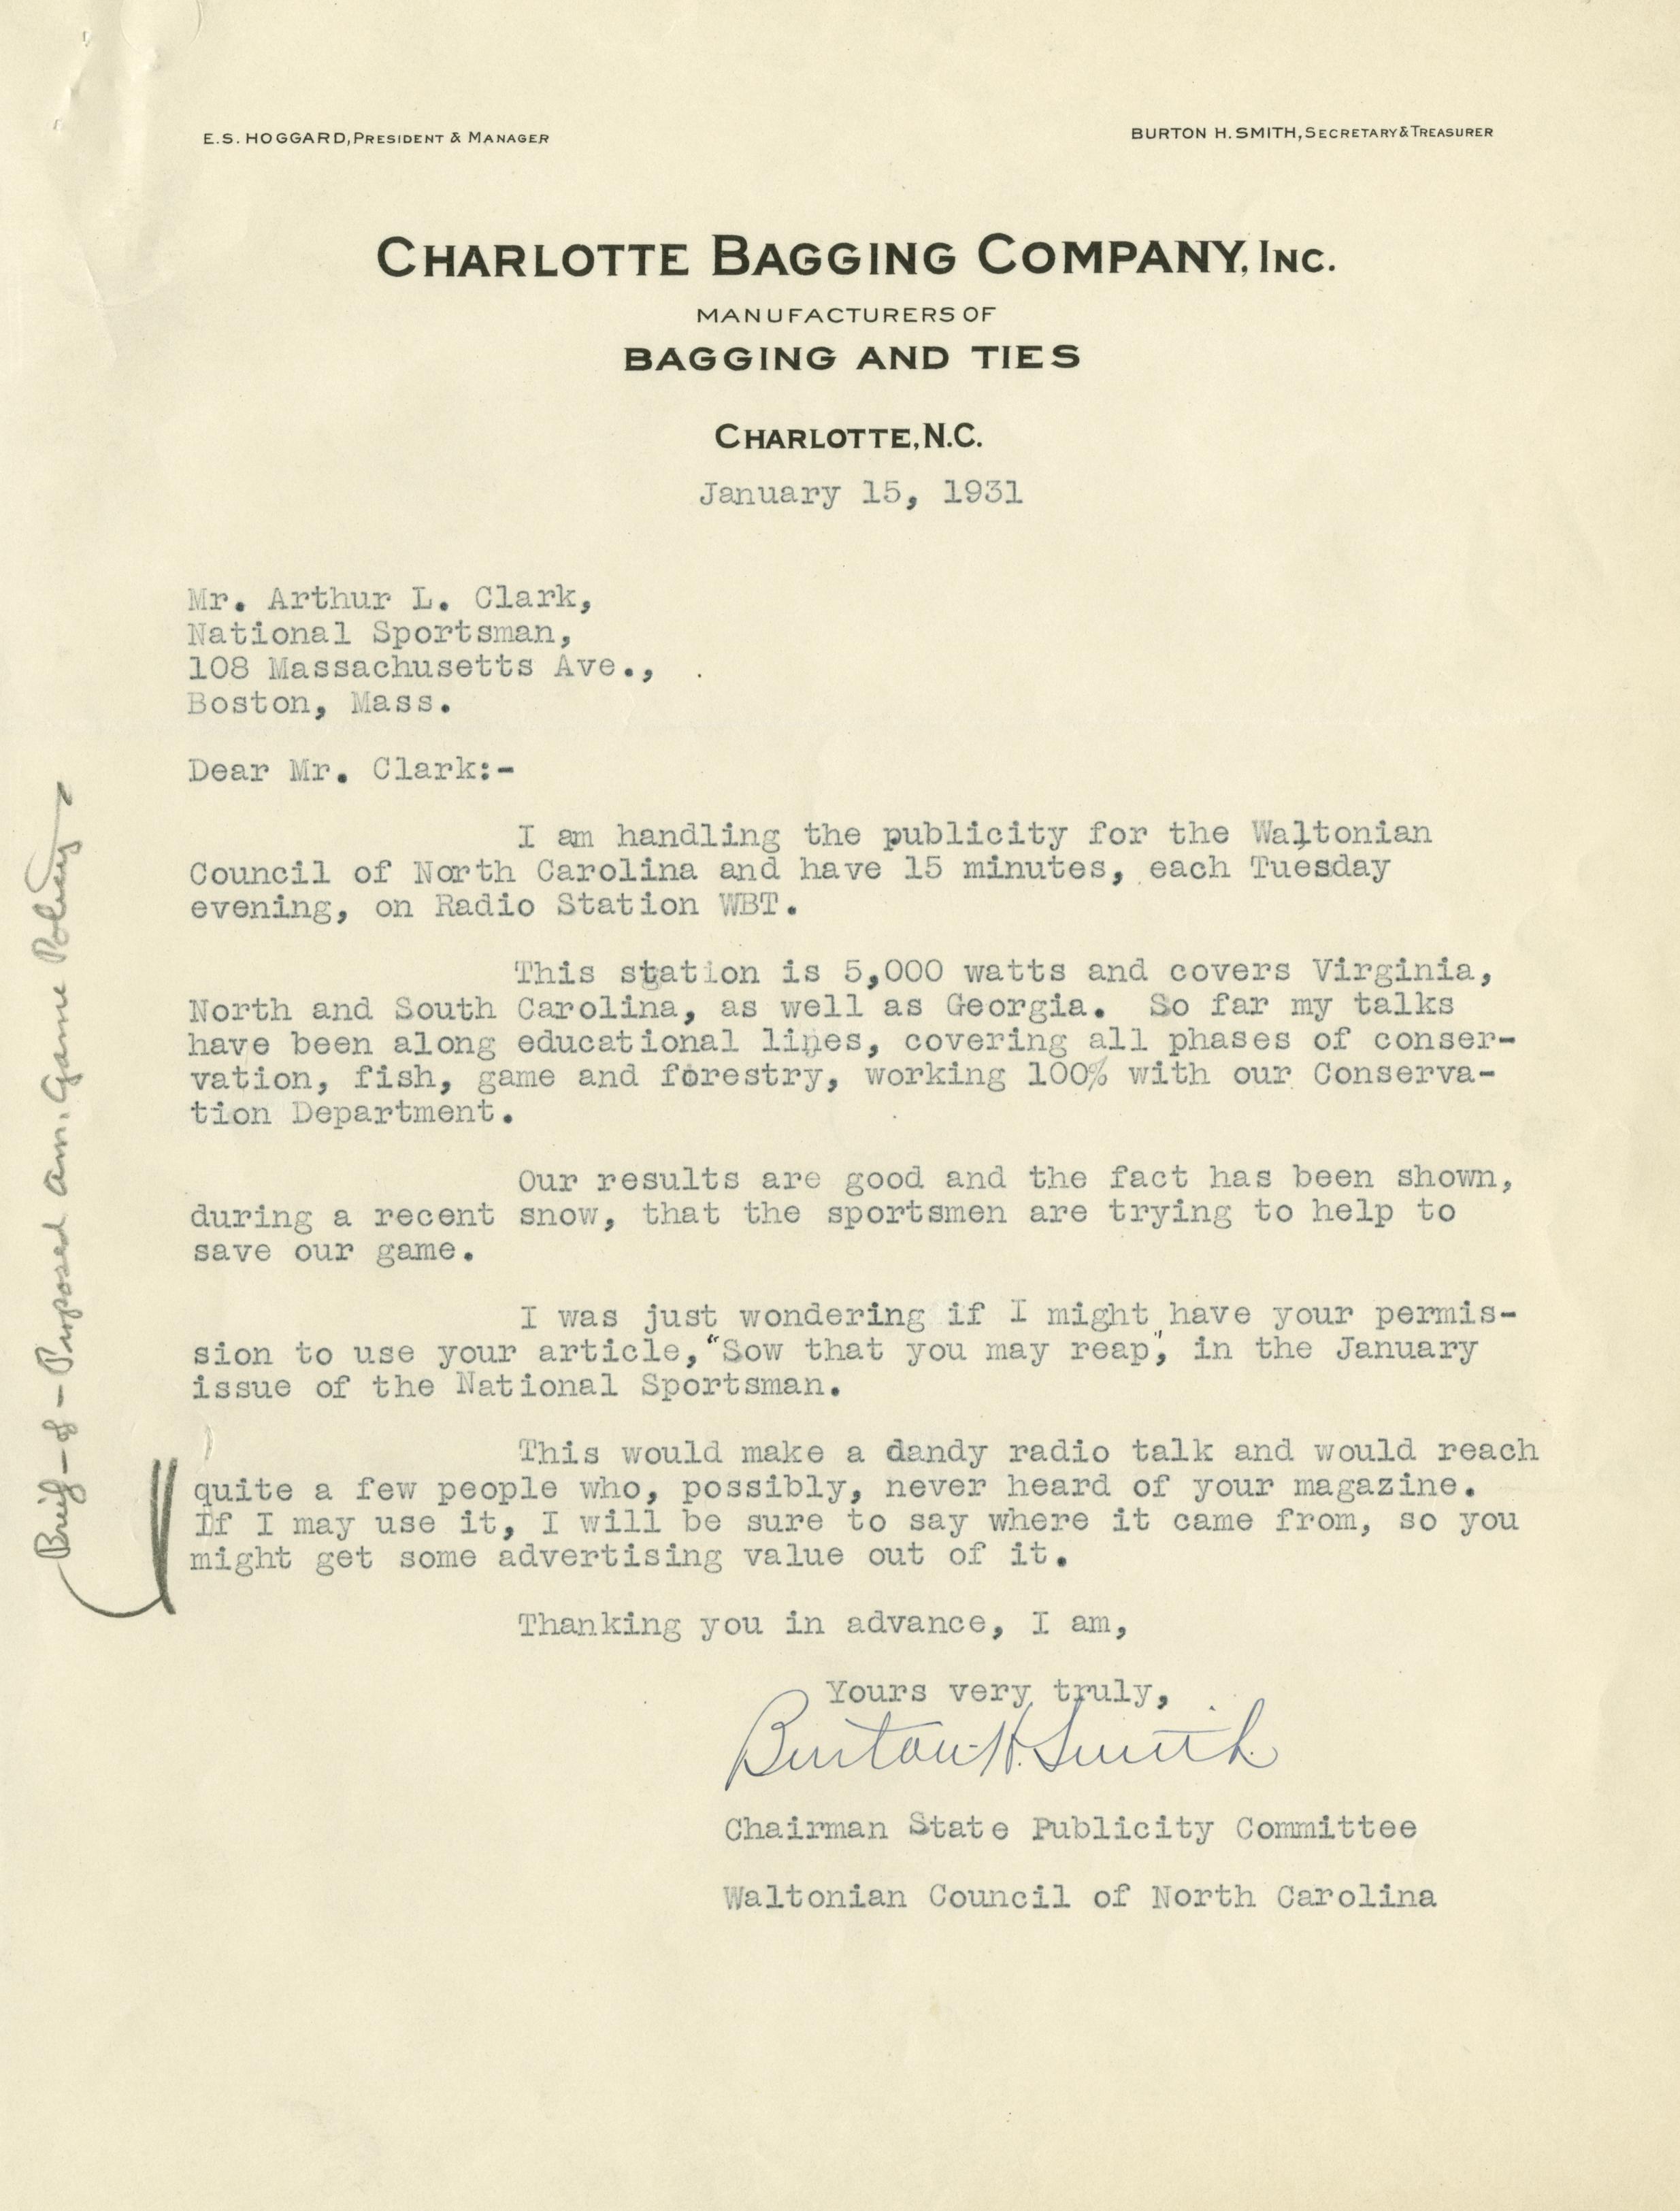 E.S. HOGGARD, PRESIDENT & MANAGER
BURTON H. SMITH, SECRETARY & TREASURER
CHARLOTTE BAGGING COMPANY, INC.
MANUFACTURERS OF
BAGGING AND TIES
CHARLOTTE, N.C.
January 15, 1931
Mr. Arthur L. Clark,
National Sportsman,
108 Massachusetts Ave.,
Boston, Mass.
Dear Mr. Clark:-
I am handling the publicity for the Waltonian
Council of North Carolina and have 15 minutes, each Tuesday
evening, on Radio Station WBT.
This station is 5,000 watts and covers Virginia,
North and South Carolina, as well as Georgia. So far my talks
have been along educational lines, covering all phases of conser-
vation, fish, game and forestry, working 100% with our Conserva-
tion Department.
Our results are good and the fact has been shown,
during a recent snow, that the sportsmen are trying to help to
save our game.
I was just wondering if I might have your permis-
sion to use your article, "Sow that you may reap", in the January
issue of the National Sportsman.
This would make a dandy radio talk and would reach
quite a few people who, possibly, never heard of your magazine.
If I may use it, I will be sure to say where it came from, so you
might get some advertising value out of it.
Thanking you in advance, I am,
Yours very truly,
Burton H. Smith
Chairman State Publicity Committee
Waltonian Council of North Carolina
Brief - of - Proposed Am. Game Policy